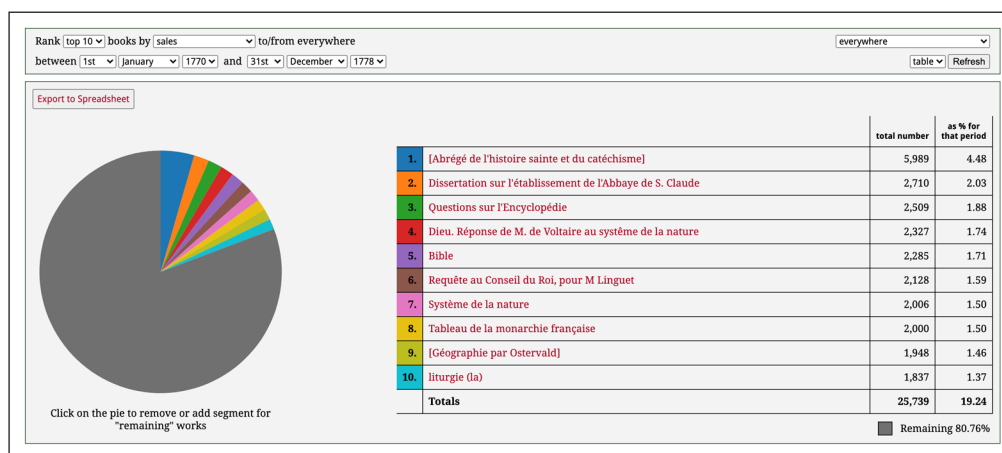 Rank top 10 books by sales to/from everywhere everywhere
between 1st January 1770 and 31st December 1778 table Refresh
Export to Spreadsheet
total number as % for that period
1. [Abrégé de l'histoire sainte et du catéchisme] 5,989 4.48
2. Dissertation sur l'établissement de l'Abbaye de S. Claude 2,710 2.03
3. Questions sur l'Encyclopédie 2,509 1.88
4. Dieu. Réponse de M. de Voltaire au systême de la nature 2,327 1.74
5. Bible 2,285 1.71
6. Requête au Conseil du Roi, pour M Linguet 2,128 1.59
7. Système de la nature 2,006 1.50
8. Tableau de la monarchie française 2,000 1.50
9. [Géographie par Ostervald] 1,948 1.46
10. liturgie (la) 1,837 1.37
Totals 25,739 19.24
Click on the pie to remove or add segment for
"remaining" works
Remaining 80.76%